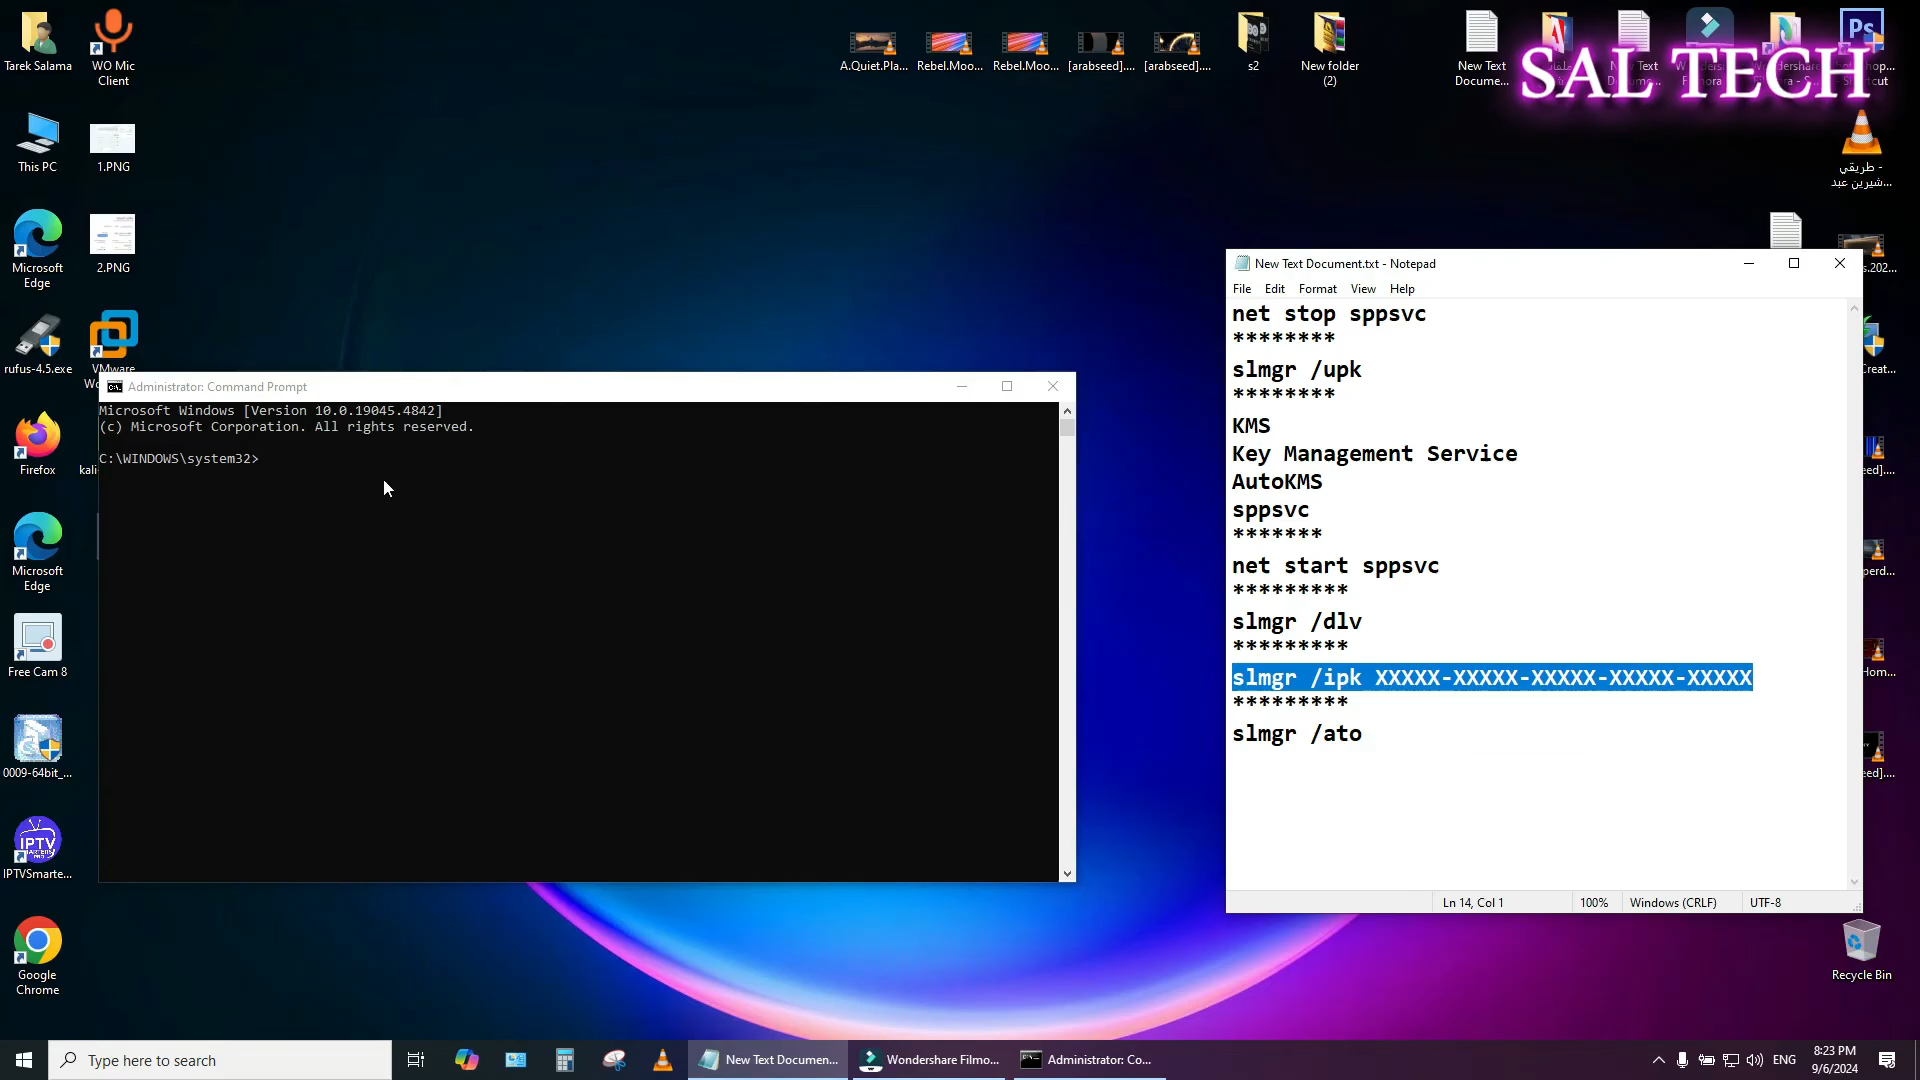 Tarek Salama
WO Mic
Client
A.Quiet.Pla...
Rebel.Moo...
Rebel.Moo...
[arabseed]....
[arabseed]....
s2
New folder
(2)
New Text
Docume...
SAL TECH
This PC
1.PNG
- طريقي
شيرين عبد...
Microsoft
Edge
2.PNG
rufus-4.5.exe
VMware
Firefox
Microsoft
Edge
Free Cam 8
0009-64bit_...
IPTVSmarte...
Google
Chrome
Administrator: Command Prompt
Microsoft Windows [Version 10.0.19045.4842]
(c) Microsoft Corporation. All rights reserved.
C:\WINDOWS\system32>
New Text Document.txt - Notepad
File Edit Format View Help
net stop sppsvc
********
slmgr /upk
********
KMS
Key Management Service
AutoKMS
sppsvc
*******
net start sppsvc
*********
slmgr /dlv
*********
slmgr /ipk XXXXX-XXXXX-XXXXX-XXXXX-XXXXX
*********
slmgr /ato
Ln 14, Col 1
100%
Windows (CRLF)
UTF-8
Recycle Bin
Type here to search
New Text Documen...
Wondershare Filmo...
Administrator: Co...
ENG
8:23 PM
9/6/2024